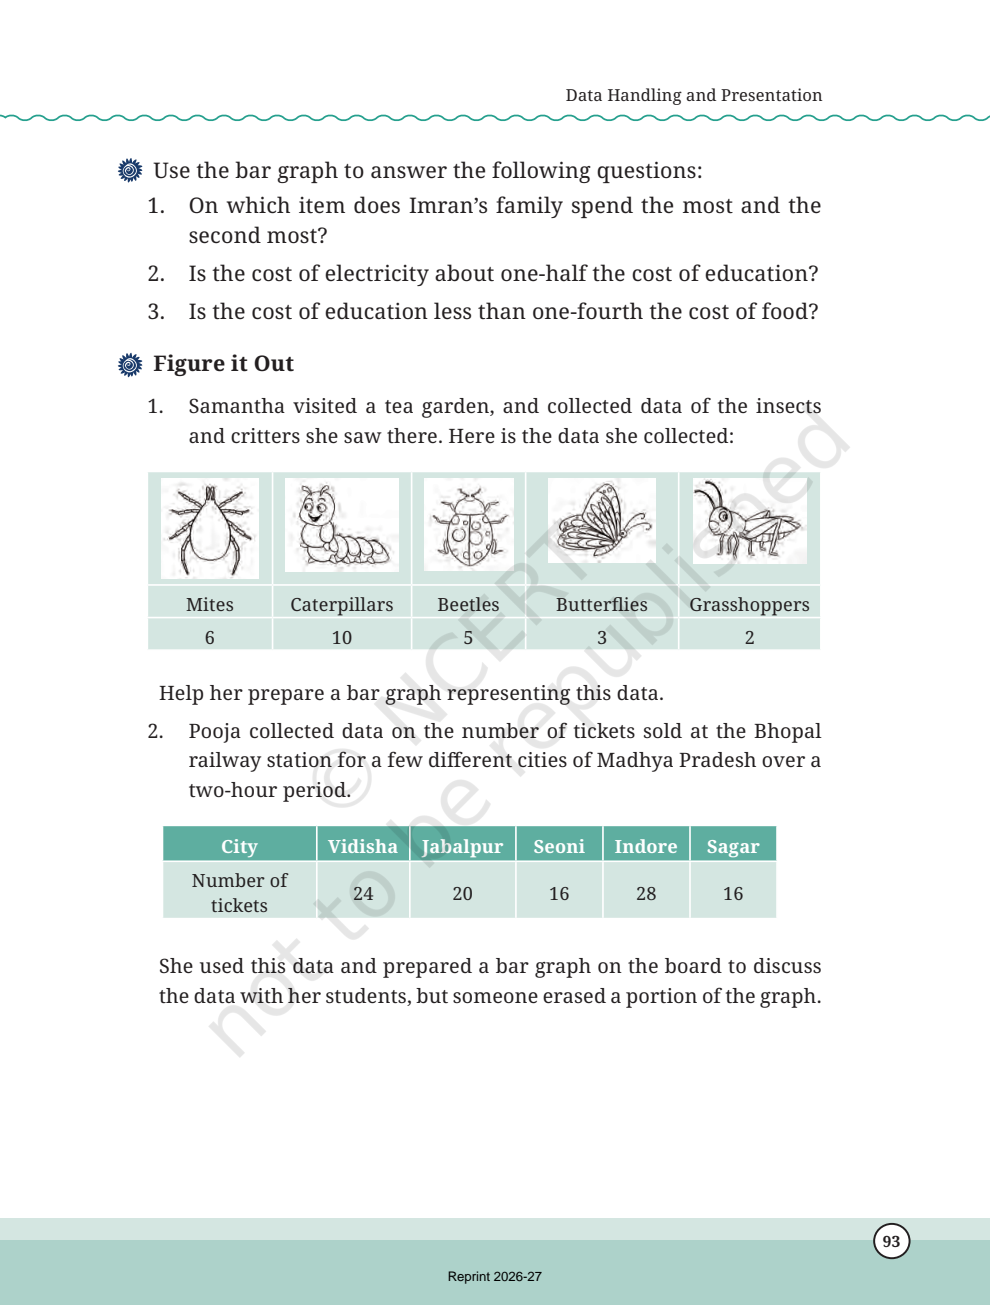 Data Handling and Presentation
Use the bar graph to answer the following questions:
1. On which item does Imran’s family spend the most and the
second most?
2. Is the cost of electricity about one-half the cost of education?
3. Is the cost of education less than one-fourth the cost of food?
Figure it Out
1. Samantha visited a tea garden, and collected data of the insects
and critters she saw there. Here is the data she collected:
Mites Caterpillars Beetles Butterflies Grasshoppers
6 10 5 3 2
Help her prepare a bar graph representing this data.
2. Pooja collected data on the number of tickets sold at the Bhopal
railway station for a few different cities of Madhya Pradesh over a
two-hour period.
City Vidisha Jabalpur Seoni Indore Sagar
Number of
tickets 24 20 16 28 16
She used this data and prepared a bar graph on the board to discuss
the data with her students, but someone erased a portion of the graph.
© NCERT
not to be republished
93
Reprint 2026-27